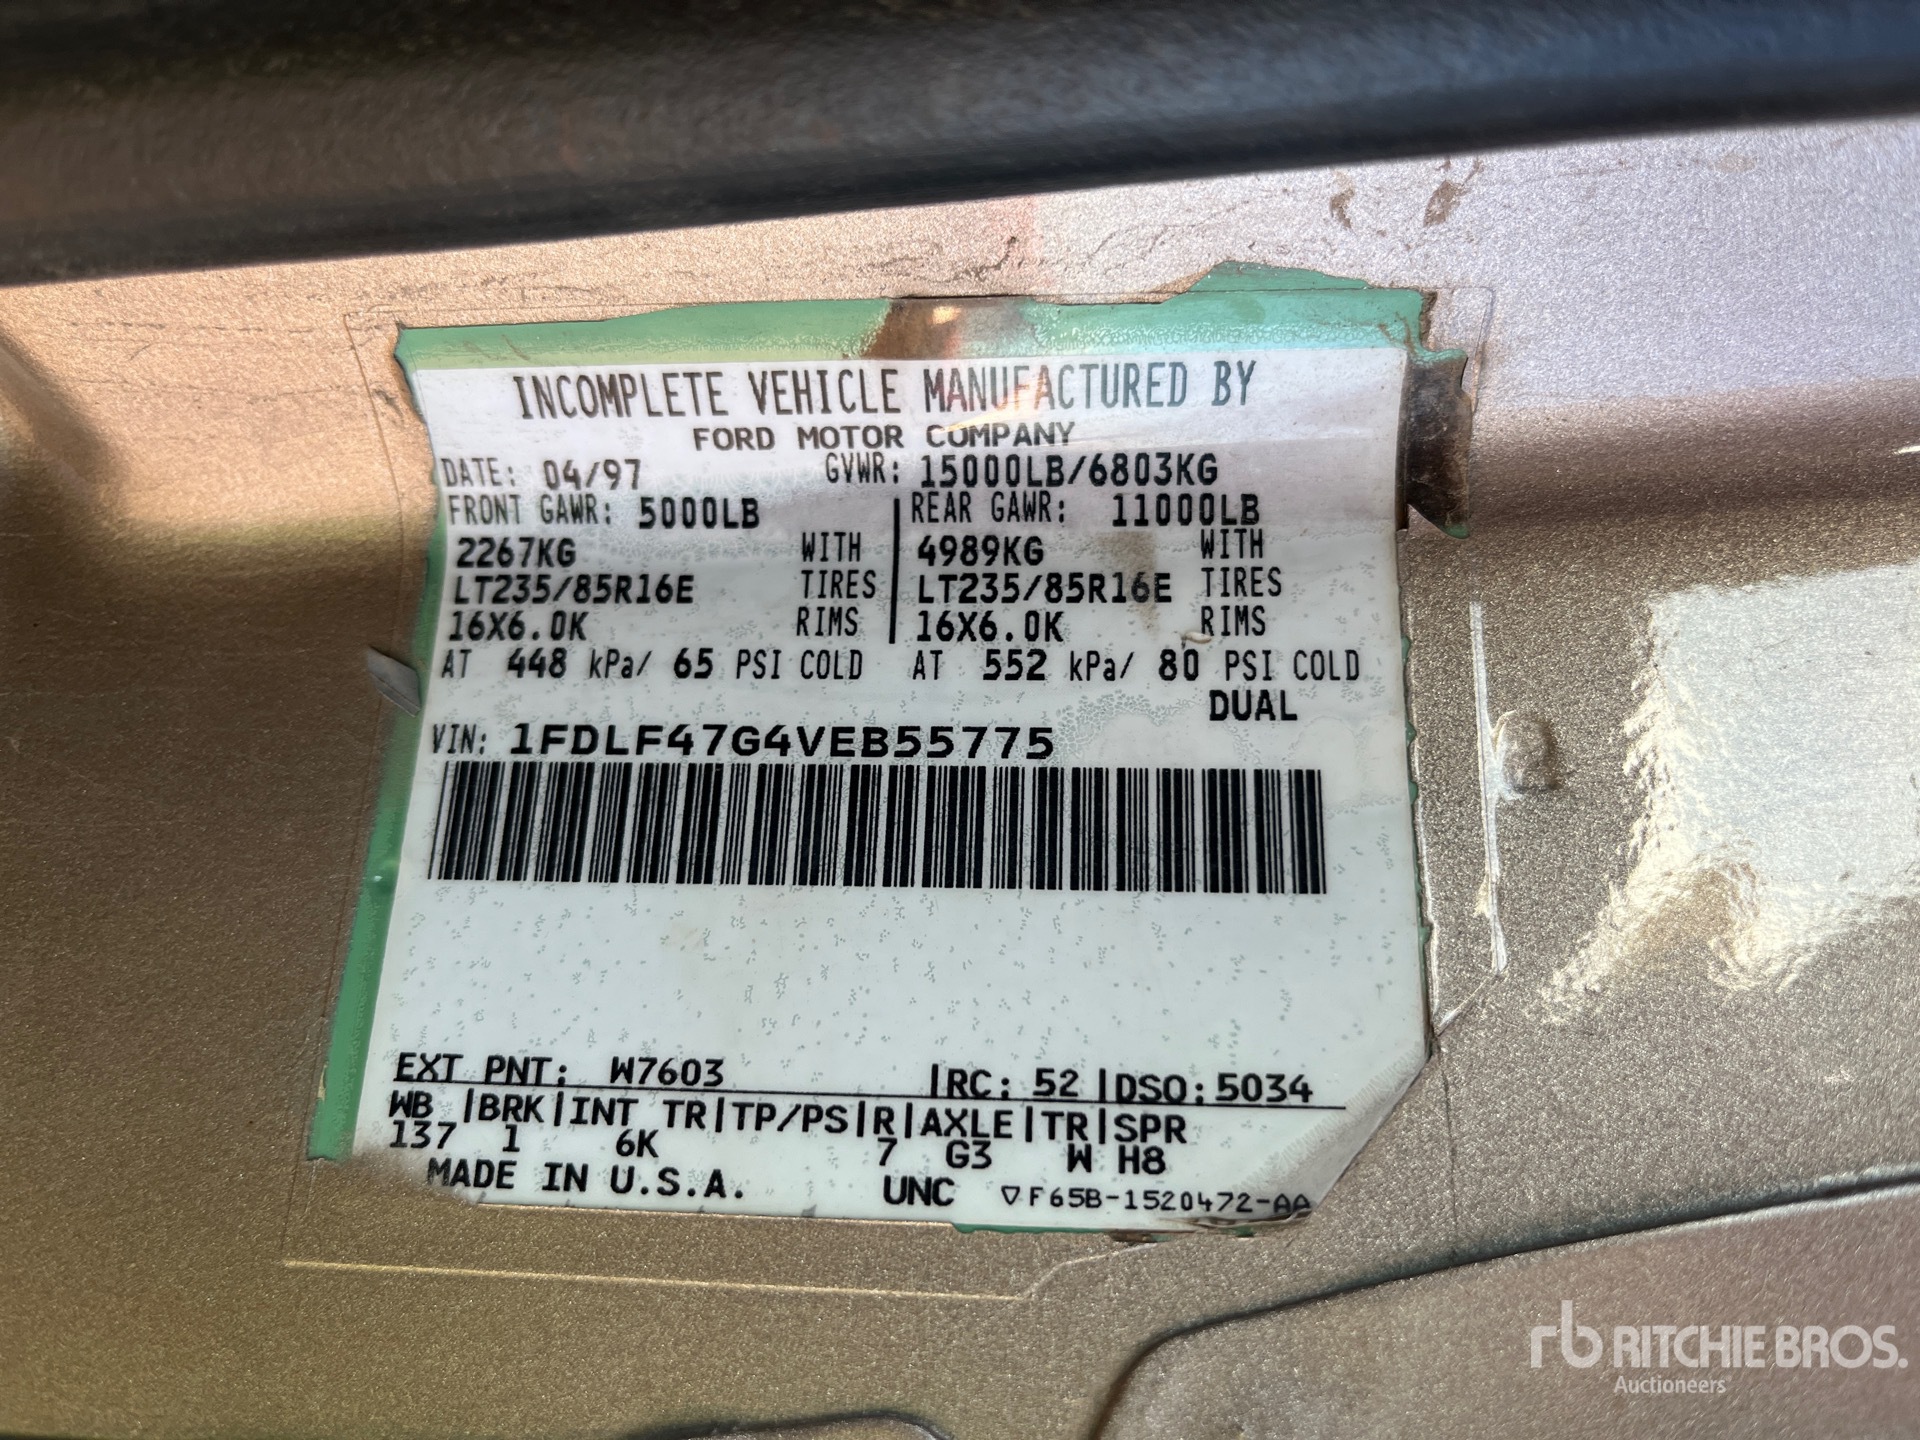 INCOMPLETE VEHICLE MANUFACTURED BY
FORD MOTOR COMPANY
DATE: 04/97 GVWR: 15000LB/6803KG
FRONT GAWR: 5000LB REAR GAWR: 11000LB
2267KG WITH 4989KG WITH
LT235/85R16E TIRES LT235/85R16E TIRES
16X6.0K RIMS 16X6.0K RIMS
AT 448 kPa/ 65 PSI COLD AT 552 kPa/ 80 PSI COLD
DUAL
VIN: 1FDLF47G4VEB55775
EXT PNT: W7603 |RC: 52 |DSO: 5034
WB |BRK|INT TR|TP/PS|R|AXLE|TR|SPR
137 1 6K 7 G3 W H8
MADE IN U.S.A. UNC ▽F65B-1520472-AA
rb RITCHIE BROS.
Auctioneers